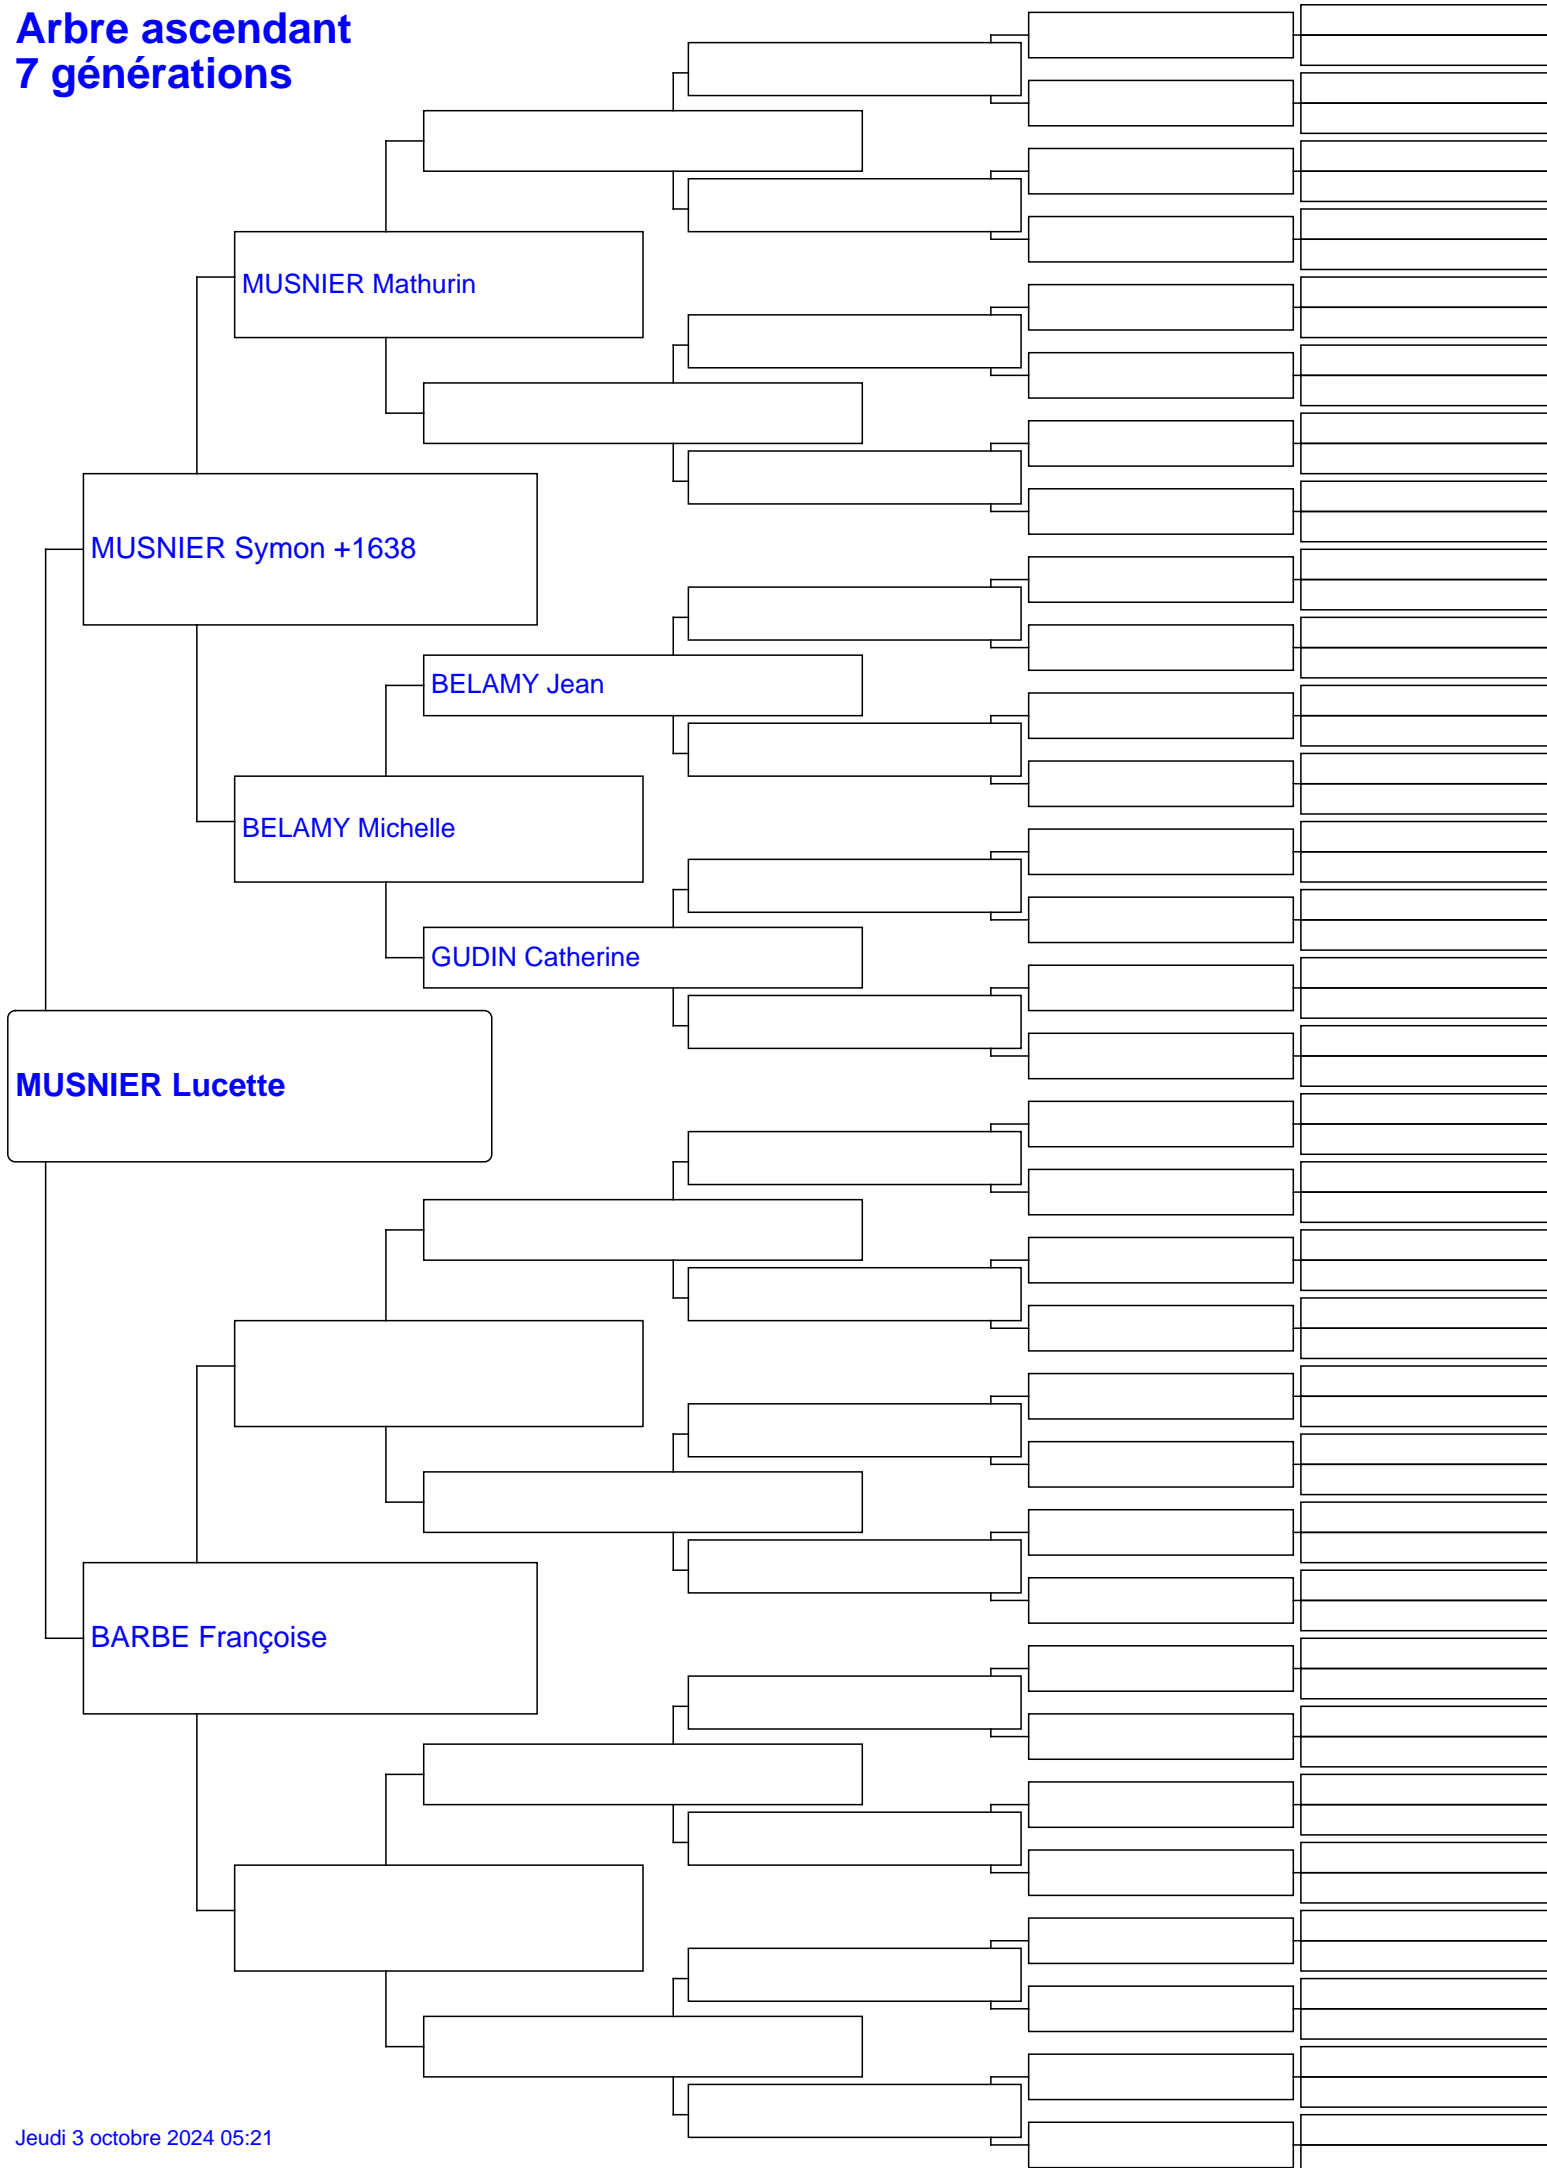 Arbre ascendant
7 générations
MUSNIER Mathurin
MUSNIER Symon +1638
BELAMY Jean
BELAMY Michelle
GUDIN Catherine
MUSNIER Lucette
BARBE Françoise
Jeudi 3 octobre 2024 05:21